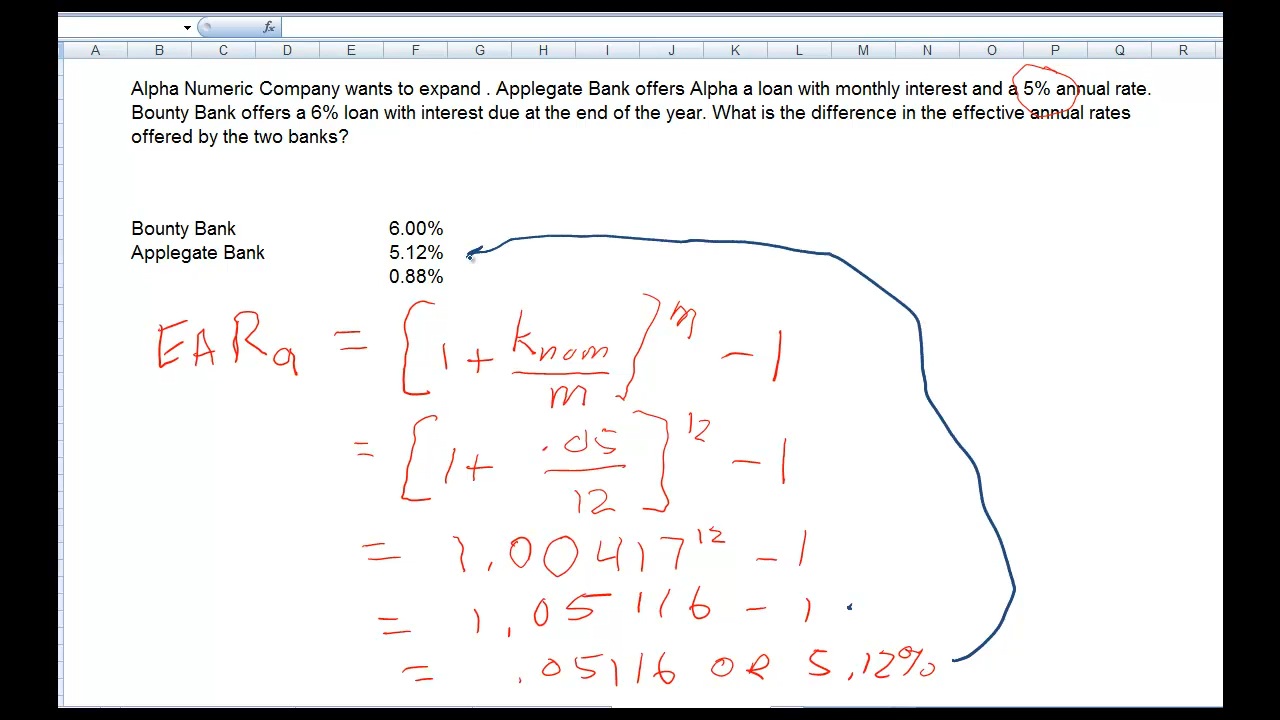 fx
A B C D E F G H I J K L M N O P Q R
Alpha Numeric Company wants to expand . Applegate Bank offers Alpha a loan with monthly interest and a 5% annual rate.
Bounty Bank offers a 6% loan with interest due at the end of the year. What is the difference in the effective annual rates
offered by the two banks?
Bounty Bank 6.00%
Applegate Bank 5.12%
0.88%
EARa = [1 + knom/m]^m - 1
= [1 + .05/12]^12 - 1
= 1.00417^12 - 1
= 1.05116 - 1
= .05116 OR 5.12%